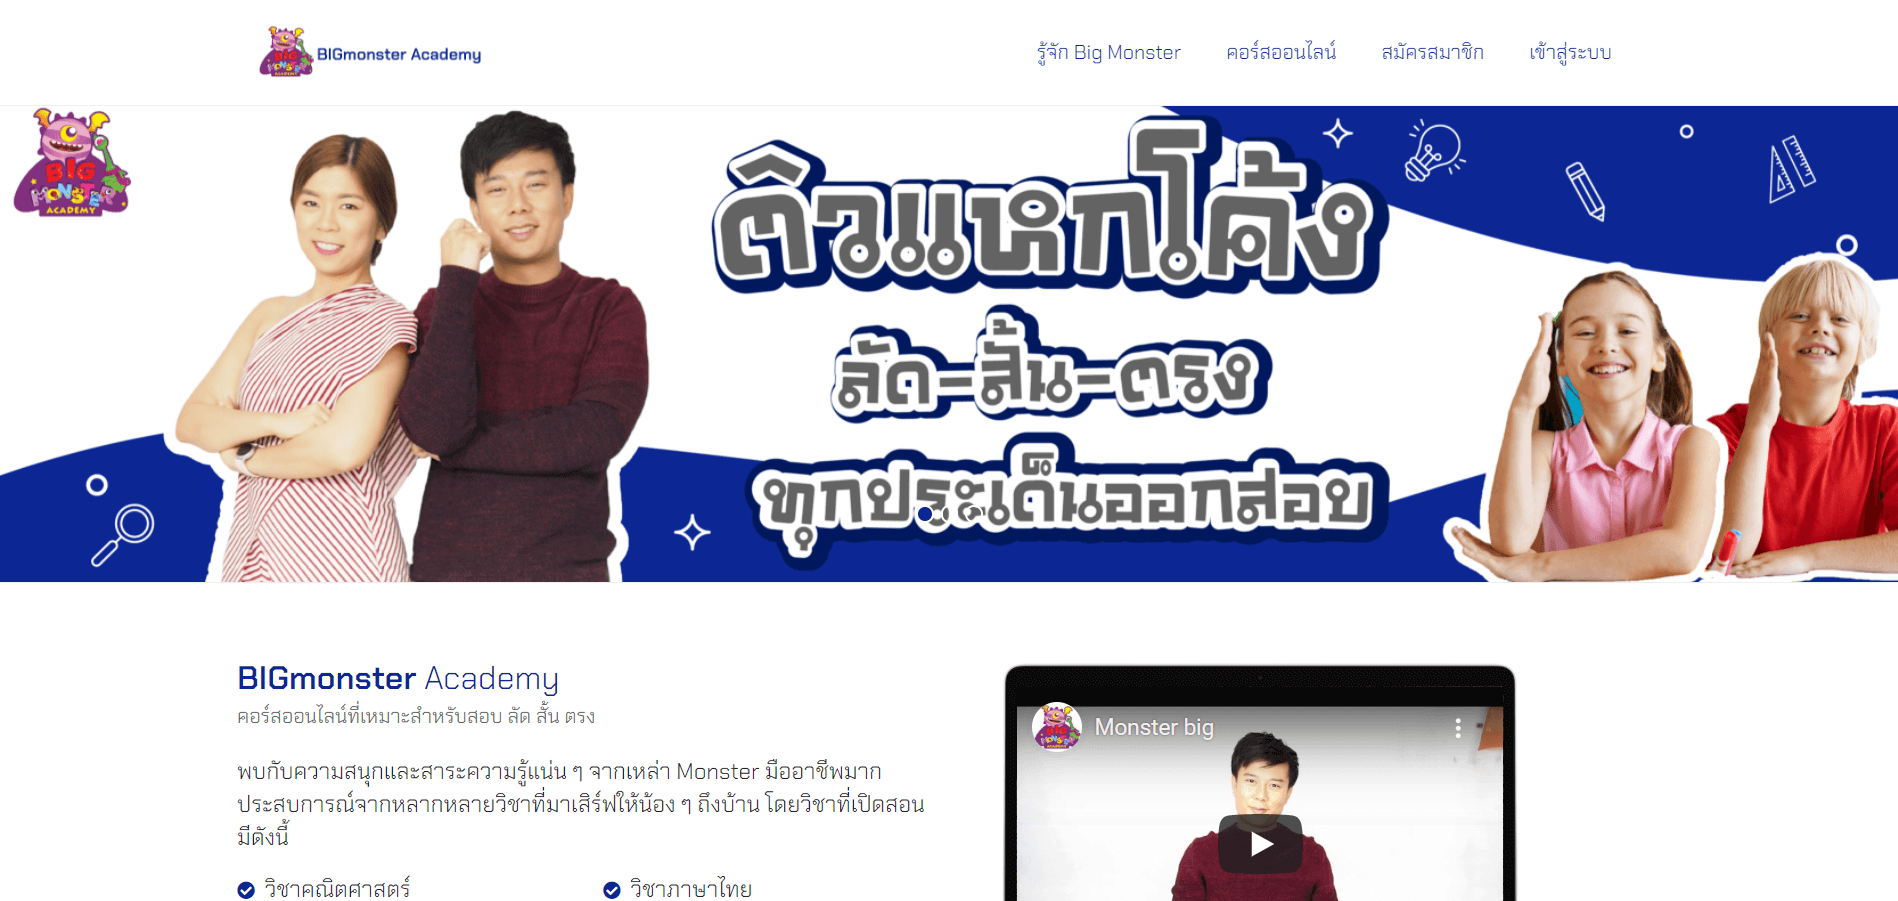 BIG MONSTER ACADEMY BIGmonster Academy
รู้จัก Big Monster คอร์สออนไลน์ สมัครสมาชิก เข้าสู่ระบบ
BIG
MONSTER
ACADEMY
ติวแหกโค้ง
ลัด-สั้น-ตรง
ทุกประเด็นออกสอบ
BIGmonster Academy
คอร์สออนไลน์ที่เหมาะสำหรับสอบ ลัด สั้น ตรง
พบกับความสนุกและสาระความรู้แน่น ๆ จากเหล่า Monster มืออาชีพมาก
ประสบการณ์จากหลากหลายวิชาที่มาเสิร์ฟให้น้อง ๆ ถึงบ้าน โดยวิชาที่เปิดสอน
มีดังนี้
วิชาคณิตศาสตร์
วิชาภาษาไทย
Monster big